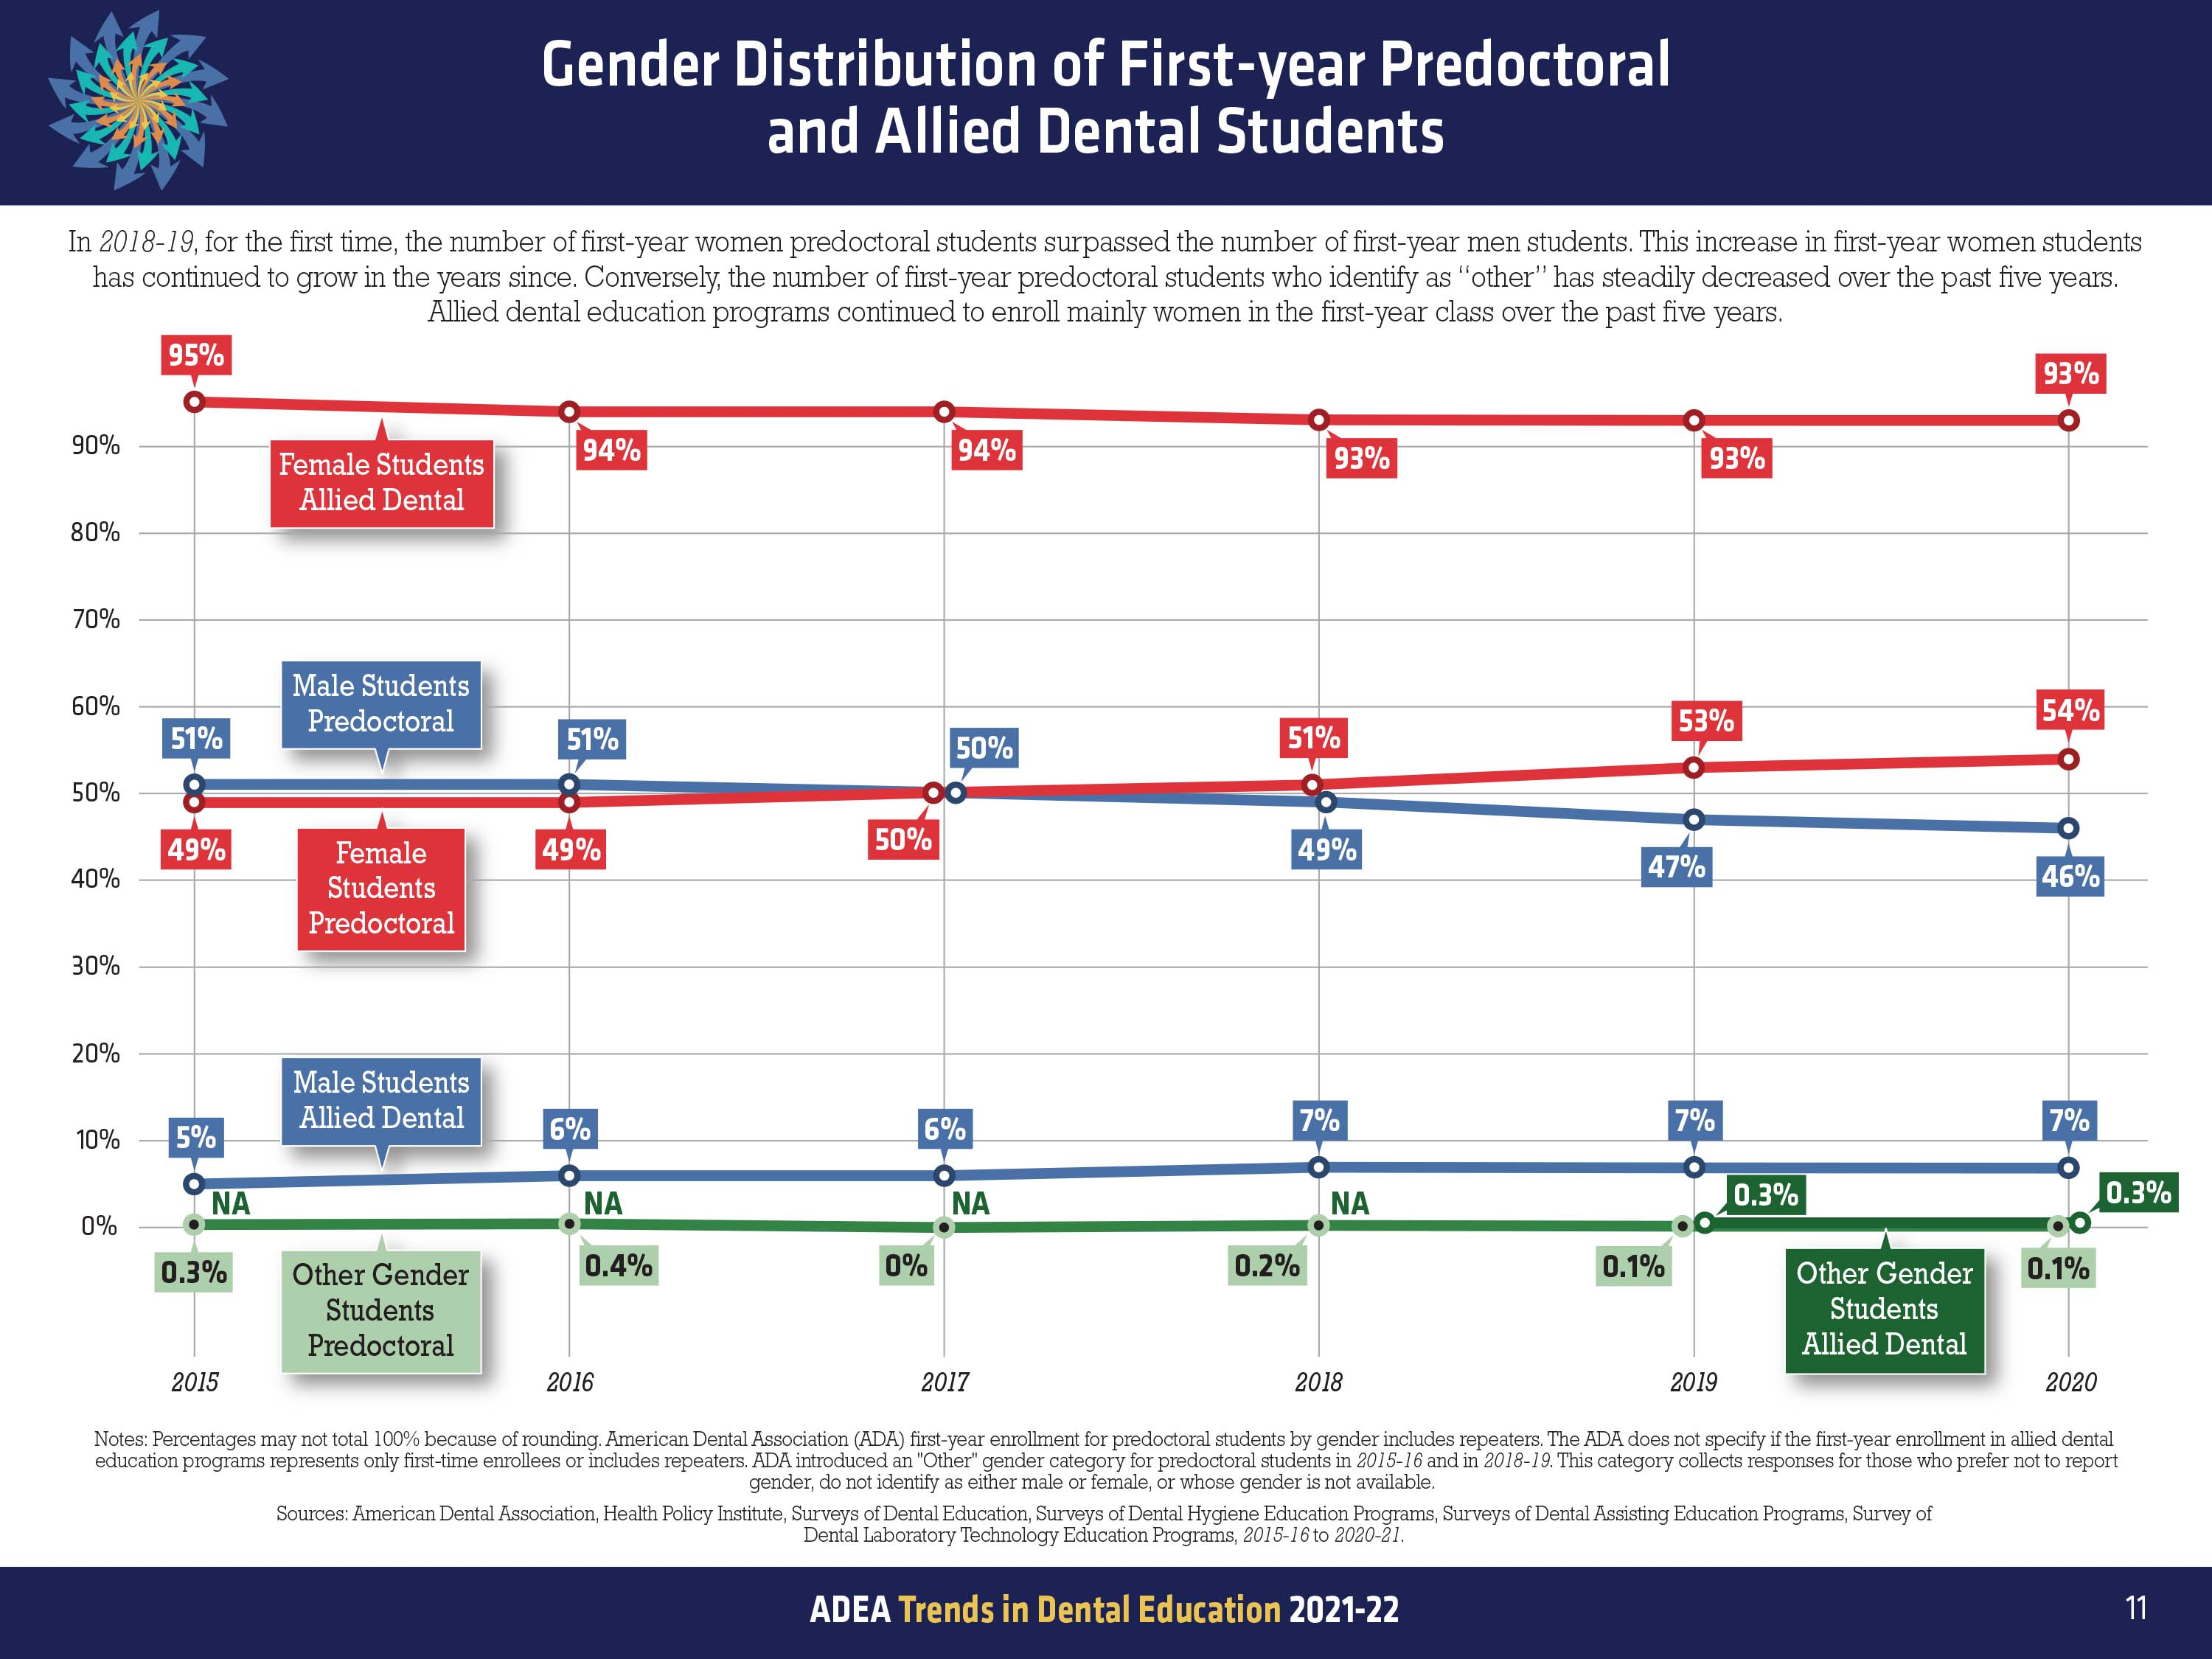 Gender Distribution of First-year Predoctoral
and Allied Dental Students
In 2018-19, for the first time, the number of first-year women predoctoral students surpassed the number of first-year men students. This increase in first-year women students
has continued to grow in the years since. Conversely, the number of first-year predoctoral students who identify as “other” has steadily decreased over the past five years.
Allied dental education programs continued to enroll mainly women in the first-year class over the past five years.
95%
93%
90%
94%
94%
93%
93%
Female Students
Allied Dental
80%
70%
Male Students
Predoctoral
60%
51%
51%
50%
51%
53%
54%
50%
49%
49%
50%
49%
47%
46%
Female
Students
Predoctoral
40%
30%
20%
Male Students
Allied Dental
10%
5%
6%
6%
7%
7%
7%
NA
NA
NA
NA
0.3%
0.3%
0%
0.3%
0.4%
0%
0.2%
0.1%
0.1%
Other Gender
Students
Predoctoral
Other Gender
Students
Allied Dental
2015
2016
2017
2018
2019
2020
Notes: Percentages may not total 100% because of rounding. American Dental Association (ADA) first-year enrollment for predoctoral students by gender includes repeaters. The ADA does not specify if the first-year enrollment in allied dental
education programs represents only first-time enrollees or includes repeaters. ADA introduced an "Other" gender category for predoctoral students in 2015-16 and in 2018-19. This category collects responses for those who prefer not to report
gender, do not identify as either male or female, or whose gender is not available.
Sources: American Dental Association, Health Policy Institute, Surveys of Dental Education, Surveys of Dental Hygiene Education Programs, Surveys of Dental Assisting Education Programs, Survey of
Dental Laboratory Technology Education Programs, 2015-16 to 2020-21.
ADEA Trends in Dental Education 2021-22
11